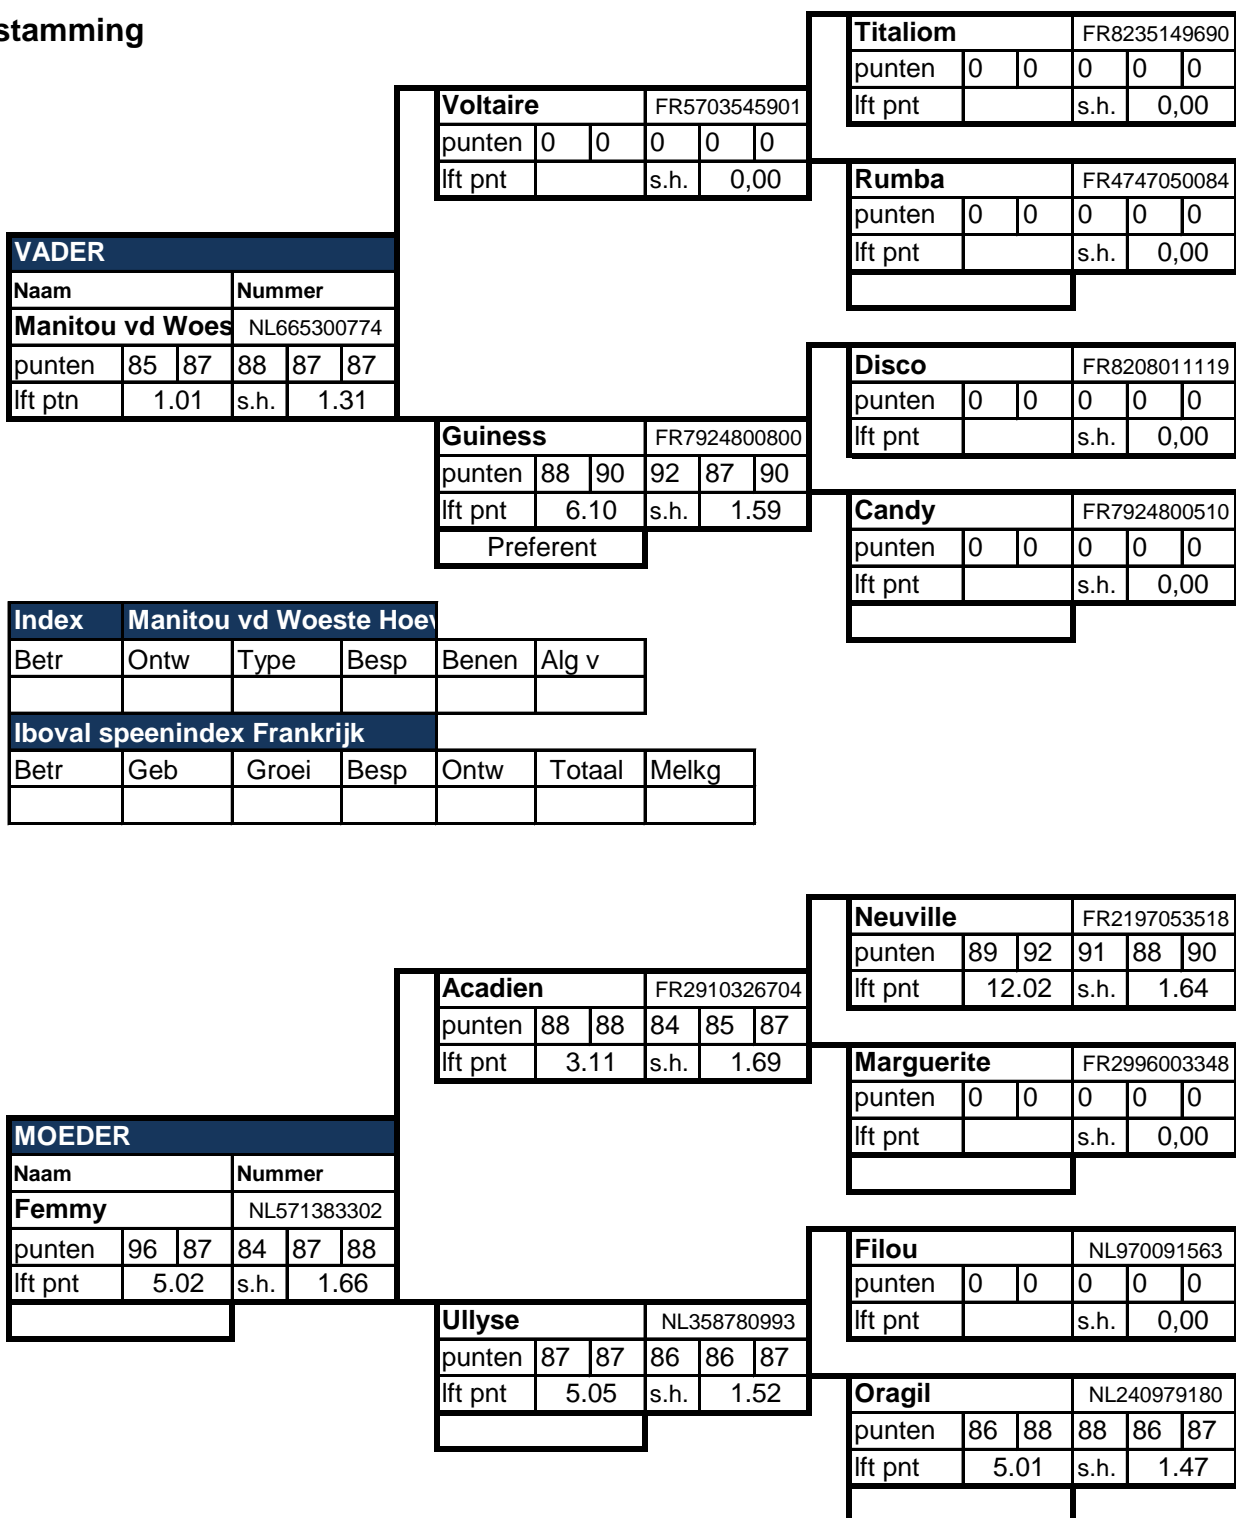 stamming
Titaliom FR8235149690
punten 0 0 0 0 0
lft pnt s.h. 0,00
Voltaire FR5703545901
punten 0 0 0 0 0
lft pnt s.h. 0,00
Rumba FR4747050084
punten 0 0 0 0 0
lft pnt s.h. 0,00
VADER
Naam Nummer
Manitou vd Woes NL665300774
punten 85 87 88 87 87
lft ptn 1.01 s.h. 1.31
Disco FR8208011119
punten 0 0 0 0 0
lft pnt s.h. 0,00
Guiness FR7924800800
punten 88 90 92 87 90
lft pnt 6.10 s.h. 1.59
Preferent
Candy FR7924800510
punten 0 0 0 0 0
lft pnt s.h. 0,00
Index Manitou vd Woeste Hoev
Betr Ontw Type Besp Benen Alg v
Iboval speenindex Frankrijk
Betr Geb Groei Besp Ontw Totaal Melkg
Neuville FR2197053518
punten 89 92 91 88 90
lft pnt 12.02 s.h. 1.64
Acadien FR2910326704
punten 88 88 84 85 87
lft pnt 3.11 s.h. 1.69
Marguerite FR2996003348
punten 0 0 0 0 0
lft pnt s.h. 0,00
MOEDER
Naam Nummer
Femmy NL571383302
punten 96 87 84 87 88
lft pnt 5.02 s.h. 1.66
Filou NL970091563
punten 0 0 0 0 0
lft pnt s.h. 0,00
Ullyse NL358780993
punten 87 87 86 86 87
lft pnt 5.05 s.h. 1.52
Oragil NL240979180
punten 86 88 88 86 87
lft pnt 5.01 s.h. 1.47